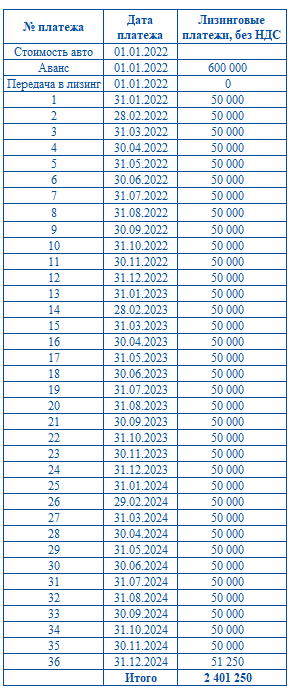 № платежа Дата платежа Лизинговые платежи, без НДС
Стоимость авто 01.01.2022
Аванс 01.01.2022 600 000
Передача в лизинг 01.01.2022 0
1 31.01.2022 50 000
2 28.02.2022 50 000
3 31.03.2022 50 000
4 30.04.2022 50 000
5 31.05.2022 50 000
6 30.06.2022 50 000
7 31.07.2022 50 000
8 31.08.2022 50 000
9 30.09.2022 50 000
10 31.10.2022 50 000
11 30.11.2022 50 000
12 31.12.2022 50 000
13 31.01.2023 50 000
14 28.02.2023 50 000
15 31.03.2023 50 000
16 30.04.2023 50 000
17 31.05.2023 50 000
18 30.06.2023 50 000
19 31.07.2023 50 000
20 31.08.2023 50 000
21 30.09.2023 50 000
22 31.10.2023 50 000
23 30.11.2023 50 000
24 31.12.2023 50 000
25 31.01.2024 50 000
26 29.02.2024 50 000
27 31.03.2024 50 000
28 30.04.2024 50 000
29 31.05.2024 50 000
30 30.06.2024 50 000
31 31.07.2024 50 000
32 31.08.2024 50 000
33 30.09.2024 50 000
34 31.10.2024 50 000
35 30.11.2024 50 000
36 31.12.2024 51 250
Итого 2 401 250